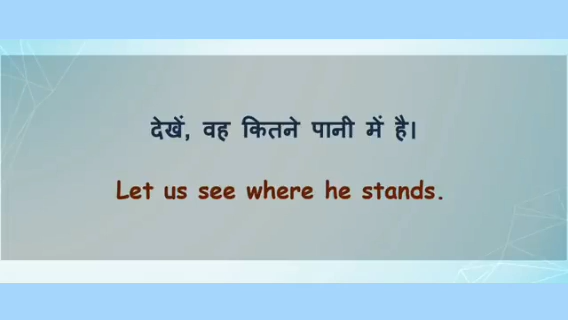 देखें, वह कितने पानी में है।
Let us see where he stands.